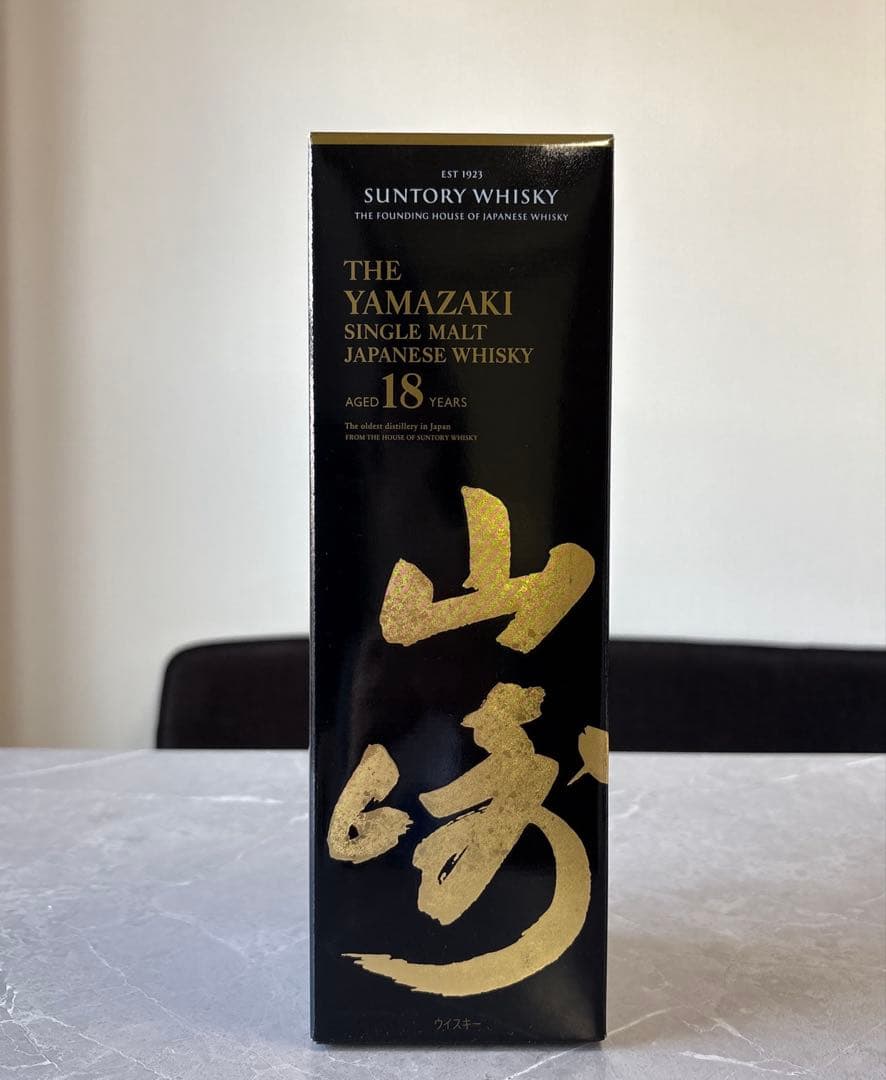 EST 1923
SUNTORY WHISKY
THE FOUNDING HOUSE OF JAPANESE WHISKY
THE
YAMAZAKI
SINGLE MALT
JAPANESE WHISKY
AGED 18 YEARS
The oldest distillery in Japan
FROM THE HOUSE OF SUNTORY WHISKY
山
崎
ウイスキー